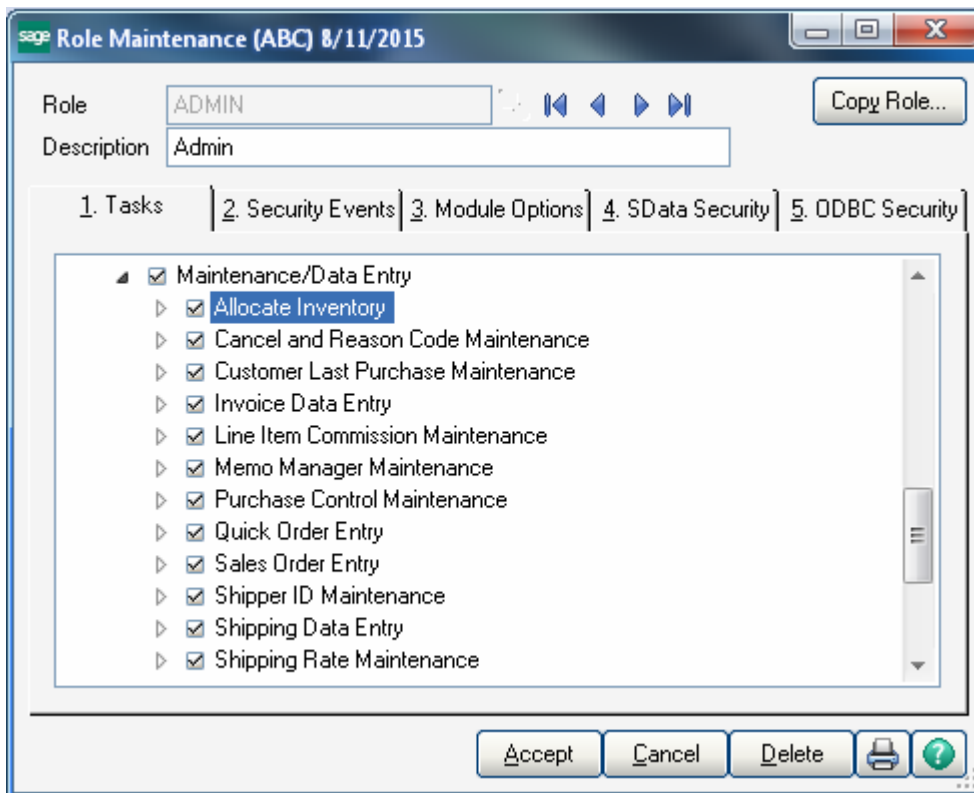 sage Role Maintenance (ABC) 8/11/2015
Role ADMIN Copy Role...
Description Admin
1. Tasks 2. Security Events 3. Module Options 4. SData Security 5. ODBC Security
Maintenance/Data Entry
Allocate Inventory
Cancel and Reason Code Maintenance
Customer Last Purchase Maintenance
Invoice Data Entry
Line Item Commission Maintenance
Memo Manager Maintenance
Purchase Control Maintenance
Quick Order Entry
Sales Order Entry
Shipper ID Maintenance
Shipping Data Entry
Shipping Rate Maintenance
Accept Cancel Delete ?